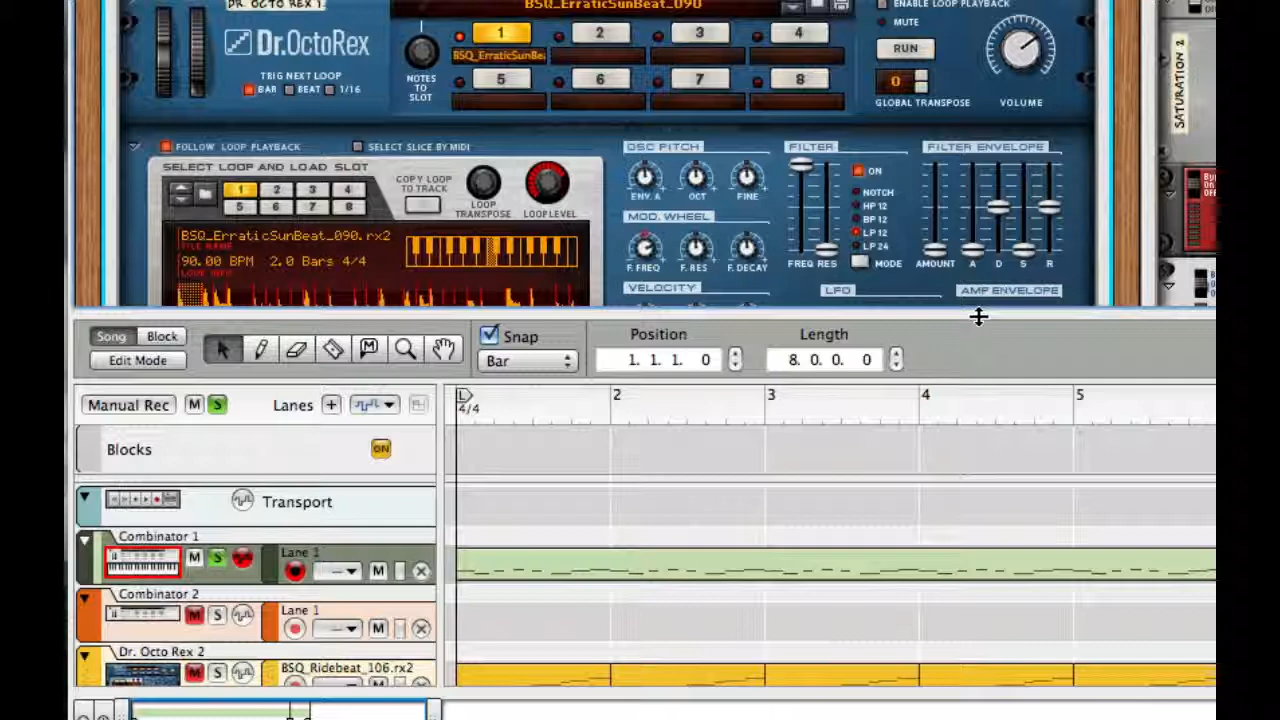 DR. OCTO REX 1
BSQ_ErraticSunBeat_090
ENABLE LOOP PLAYBACK
MUTE
1 2 3 4
Dr.OctoRex
BSQ_ErraticSunBe
RUN
TRIG NEXT LOOP
BAR BEAT 1/16
NOTES TO SLOT
5 6 7 8
0
GLOBAL TRANSPOSE
VOLUME
SATURATION 2
FOLLOW LOOP PLAYBACK
SELECT SLICE BY MIDI
OSC PITCH
FILTER
FILTER ENVELOPE
SELECT LOOP AND LOAD SLOT
COPY LOOP TO TRACK
ON
1 2 3 4
5 6 7 8
LOOP TRANSPOSE
LOOP LEVEL
ENV. A OCT FINE
NOTCH
HP 12
BP 12
LP 12
LP 24
MOD. WHEEL
BSQ_ErraticSunBeat_090.rx2
FILE NAME
90.00 BPM 2.0 Bars 4/4
LOOP INFO
F. FREQ F. RES F. DECAY
FREQ RES MODE
AMOUNT A D S R
VELOCITY
LFO
AMP ENVELOPE
Song Block
Edit Mode
Snap
Bar
Position
1. 1. 1. 0
Length
8. 0. 0. 0
Manual Rec M S Lanes +
2 3 4 5
4/4
Blocks ON
Transport
Combinator 1
M S Lane 1
M
Combinator 2
M S Lane 1
M
Dr. Octo Rex 2
M S BSQ_Ridebeat_106.rx2